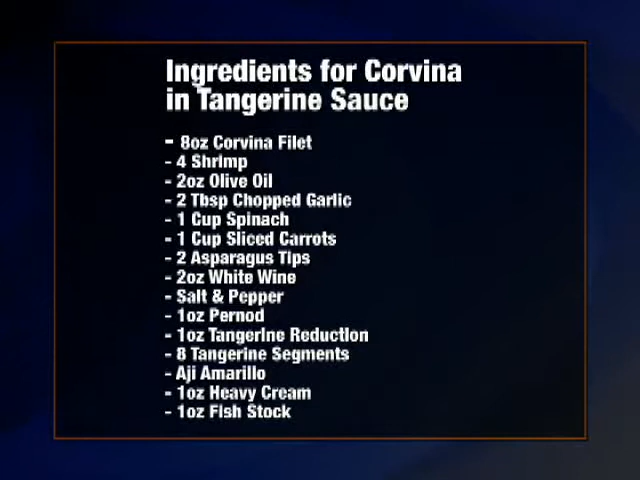 Ingredients for Corvina
in Tangerine Sauce
- 8oz Corvina Filet
- 4 Shrimp
- 2oz Olive Oil
- 2 Tbsp Chopped Garlic
- 1 Cup Spinach
- 1 Cup Sliced Carrots
- 2 Asparagus Tips
- 2oz White Wine
- Salt & Pepper
- 1oz Pernod
- 1oz Tangerine Reduction
- 8 Tangerine Segments
- Aji Amarillo
- 1oz Heavy Cream
- 1oz Fish Stock